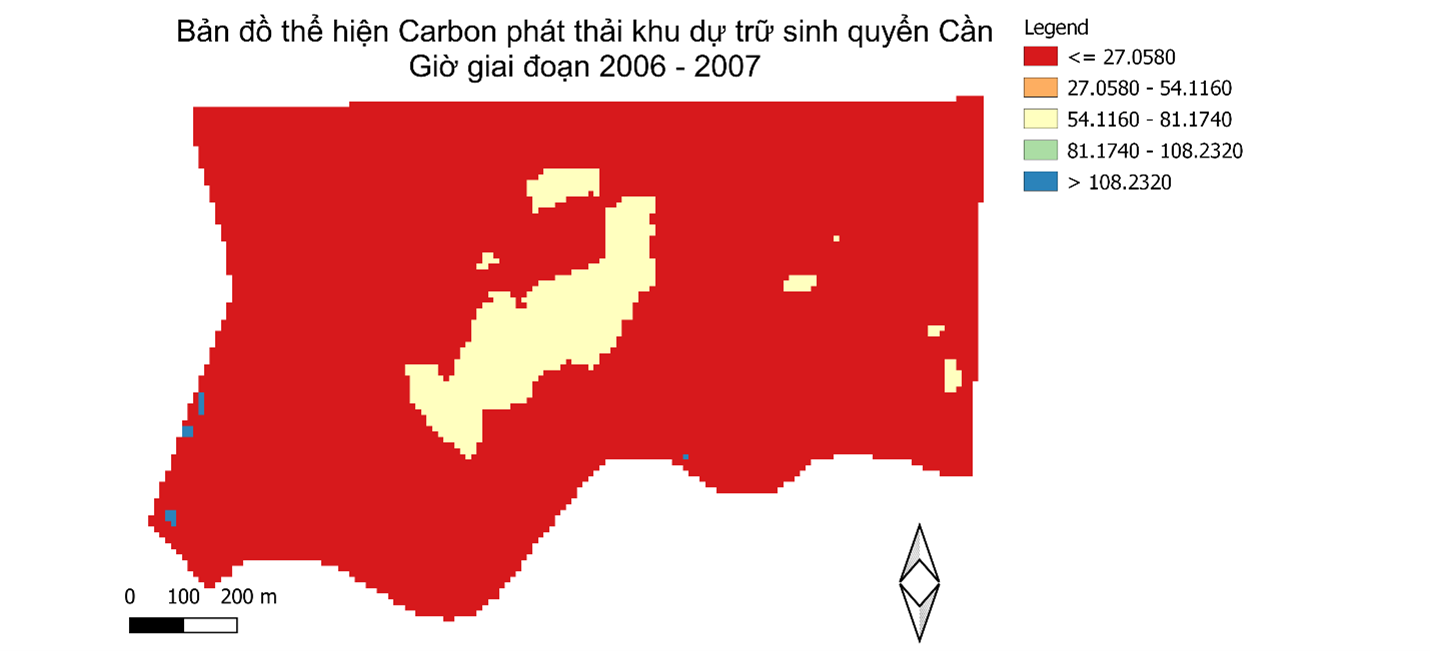 Bản đồ thể hiện Carbon phát thải khu dự trữ sinh quyển Cần
Giờ giai đoạn 2006 - 2007
Legend
<= 27.0580
27.0580 - 54.1160
54.1160 - 81.1740
81.1740 - 108.2320
> 108.2320
0 100 200 m